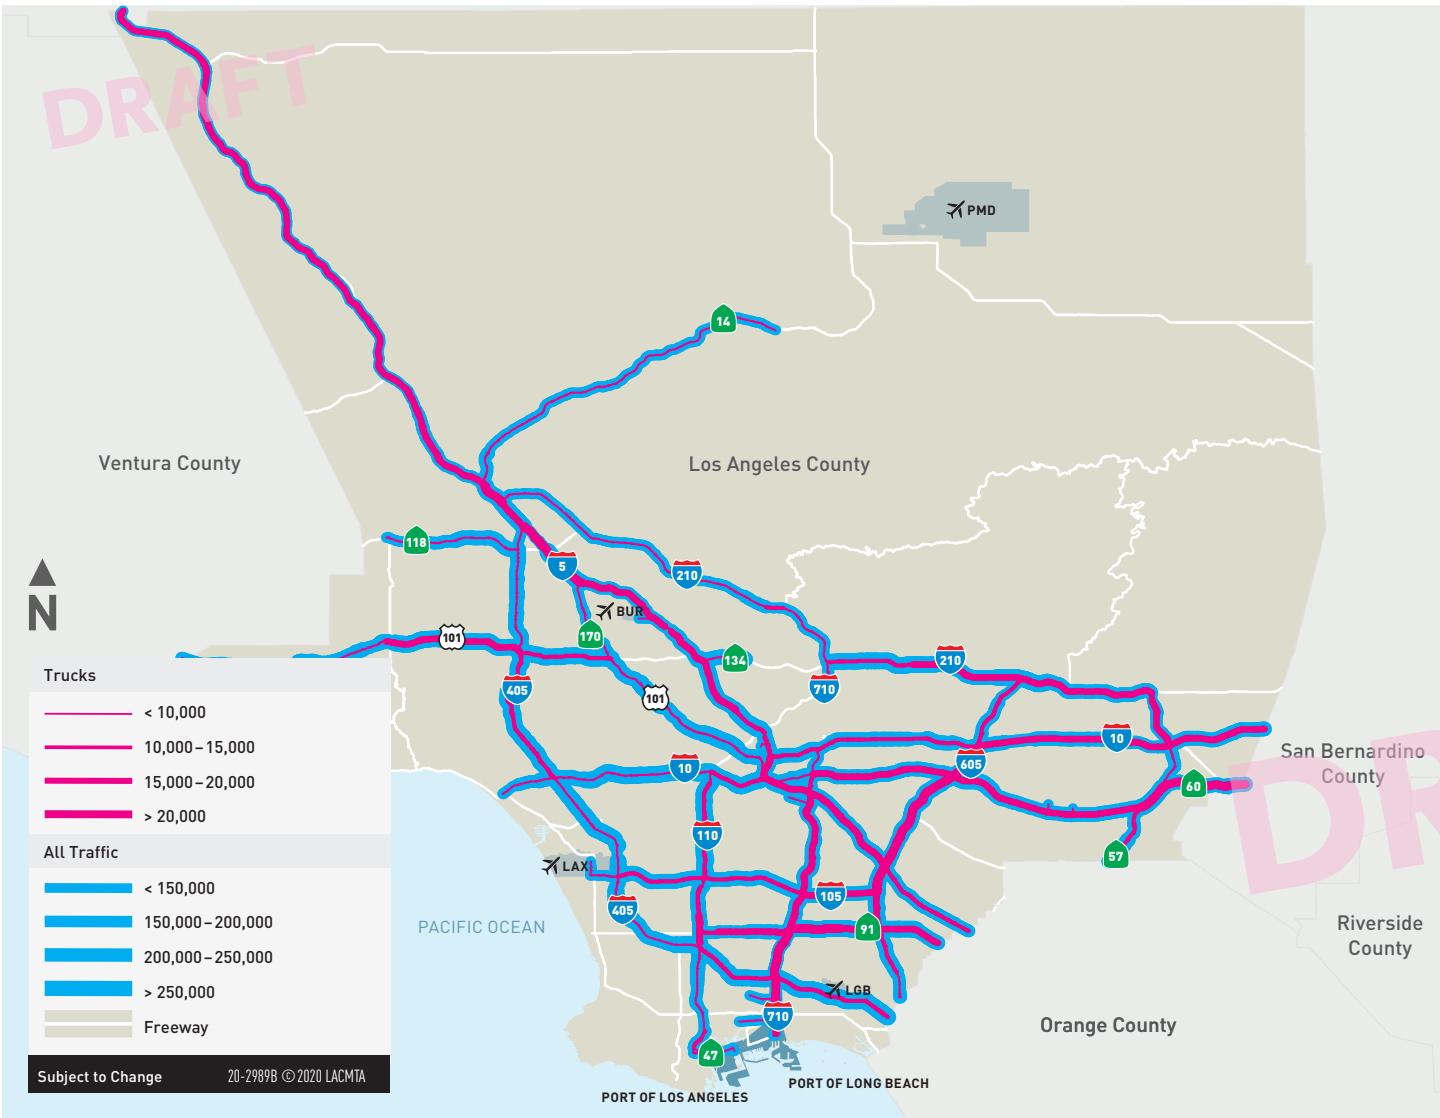 DRAFT
PMD
14
Ventura County
Los Angeles County
118
5
210
N
BUR
170
101
134
210
405
710
101
10
10
605
San Bernardino
County
60
DR
110
57
LAX
105
405
91
PACIFIC OCEAN
Riverside
County
LGB
710
Orange County
47
PORT OF LONG BEACH
PORT OF LOS ANGELES
Trucks
< 10,000
10,000–15,000
15,000–20,000
> 20,000
All Traffic
< 150,000
150,000–200,000
200,000–250,000
> 250,000
Freeway
Subject to Change 20-2989B ©2020 LACMTA